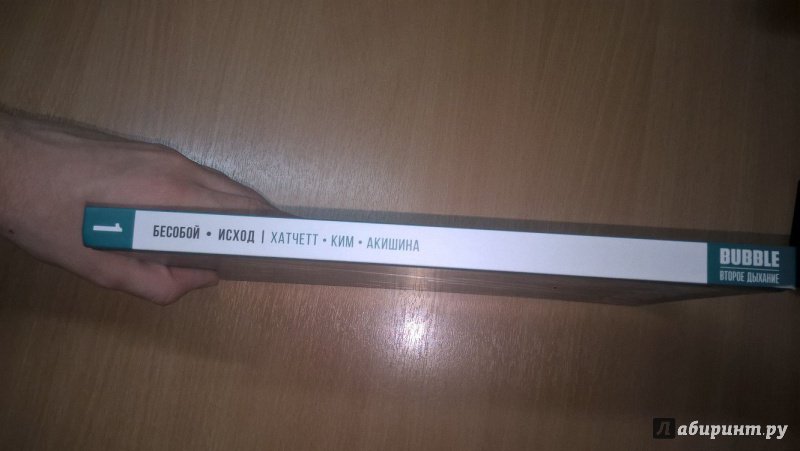 1
БЕСОБОЙ • ИСХОД | ХАТЧЕТТ • КИМ • АКИШИНА
BUBBLE
ВТОРОЕ ДЫХАНИЕ
Лабиринт.ру